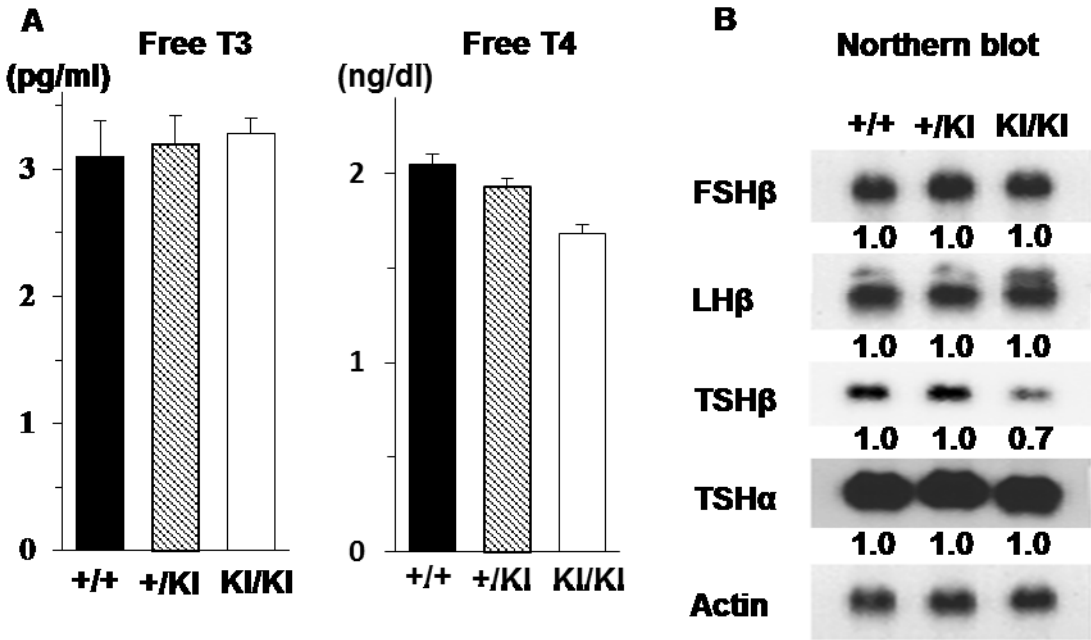 A
Free T3
(pg/ml)
3
2
1
0
+/+ +/KI KI/KI
Free T4
(ng/dl)
2
1
0
+/+ +/KI KI/KI
B
Northern blot
+/+ +/KI KI/KI
FSHβ
1.0 1.0 1.0
LHβ
1.0 1.0 1.0
TSHβ
1.0 1.0 0.7
TSHα
1.0 1.0 1.0
Actin